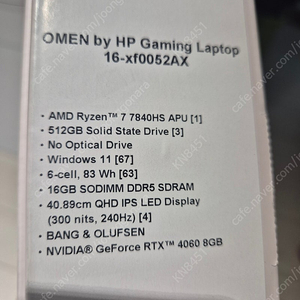 OMEN by HP Gaming Laptop
16-xf0052AX
• AMD Ryzen™ 7 7840HS APU [1]
• 512GB Solid State Drive [3]
• No Optical Drive
• Windows 11 [67]
• 6-cell, 83 Wh [63]
• 16GB SODIMM DDR5 SDRAM
• 40.89cm QHD IPS LED Display
(300 nits, 240Hz) [4]
• BANG & OLUFSEN
• NVIDIA® GeForce RTX™ 4060 8GB